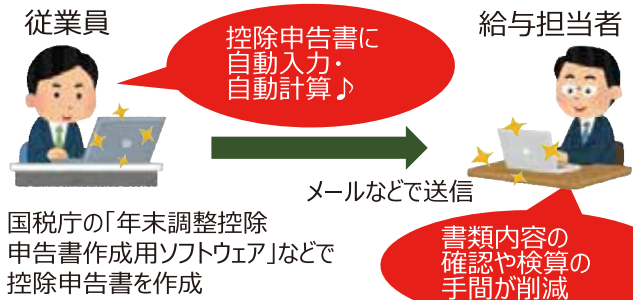 従業員
控除申告書に
自動入力・
自動計算♪
給与担当者
メールなどで送信
国税庁の「年末調整控除
申告書作成用ソフトウェア」などで
控除申告書を作成
書類内容の
確認や検算の
手間が削減